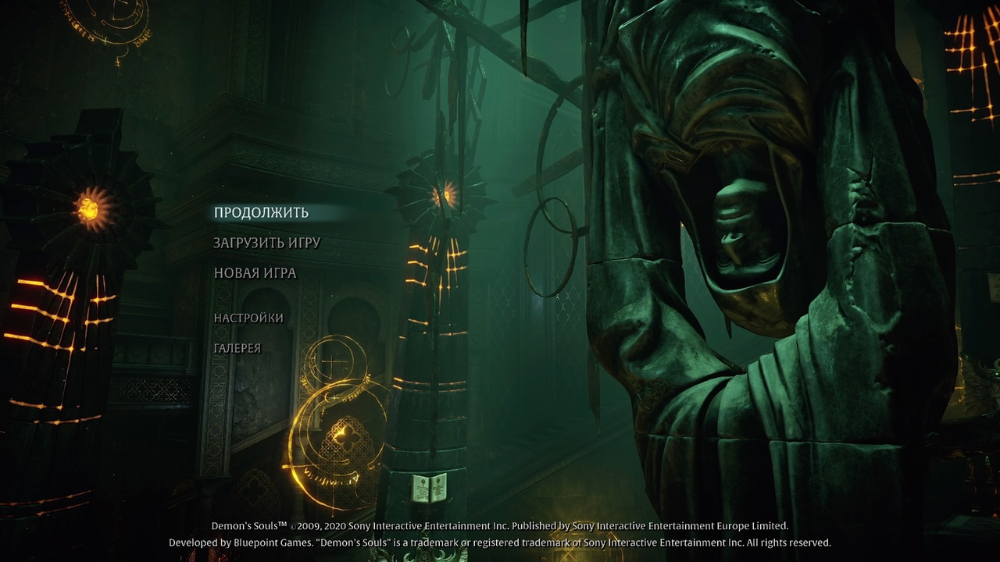 ПРОДОЛЖИТЬ
ЗАГРУЗИТЬ ИГРУ
НОВАЯ ИГРА
НАСТРОЙКИ
ГАЛЕРЕЯ
Demon's Souls™ ©2009, 2020 Sony Interactive Entertainment Inc. Published by Sony Interactive Entertainment Europe Limited.
Developed by Bluepoint Games. "Demon's Souls" is a trademark or registered trademark of Sony Interactive Entertainment Inc. All rights reserved.